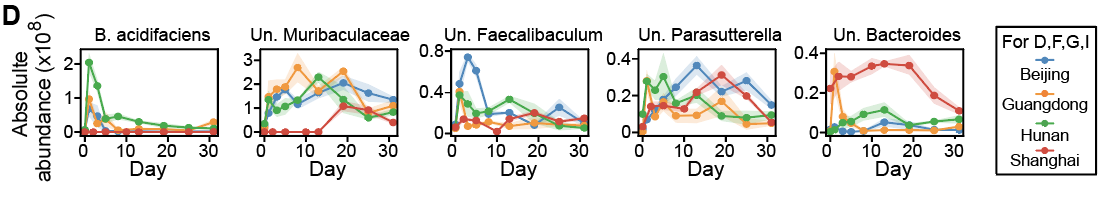 D
B. acidifaciens
Un. Muribaculaceae
Un. Faecalibaculum
Un. Parasutterella
Un. Bacteroides
Absolulte
abundance (x10⁸)
2
1
0
3
2
1
0
0.8
0.4
0
0.4
0.2
0
0.4
0.2
0
0 10 20 30
0 10 20 30
0 10 20 30
0 10 20 30
0 10 20 30
Day
Day
Day
Day
Day
For D,F,G,I
Beijing
Guangdong
Hunan
Shanghai